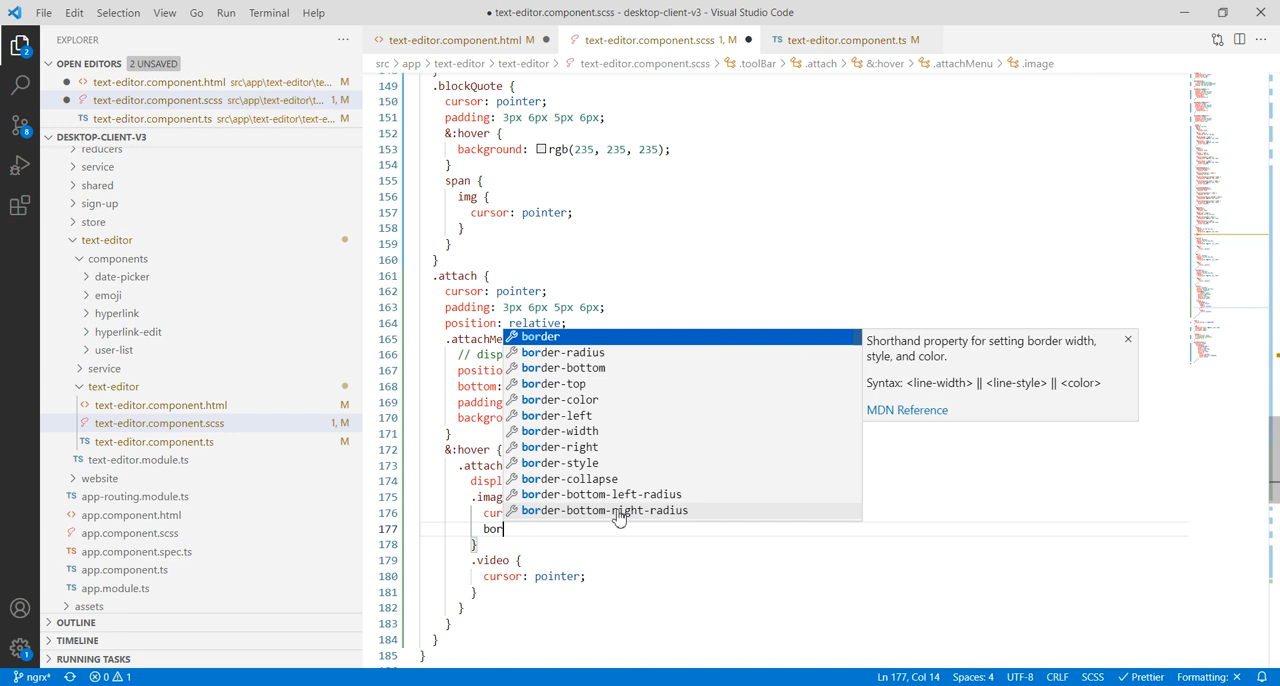 File Edit Selection View Go Run Terminal Help
● text-editor.component.scss - desktop-client-v3 - Visual Studio Code
EXPLORER
OPEN EDITORS 2 UNSAVED
text-editor.component.html src\app\text-editor\te... M
text-editor.component.scss src\app\text-editor\t... 1, M
TS text-editor.component.ts src\app\text-editor\text-e... M
DESKTOP-CLIENT-V3
reducers
service
shared
sign-up
store
text-editor
components
date-picker
emoji
hyperlink
hyperlink-edit
user-list
service
text-editor
text-editor.component.html M
text-editor.component.scss 1, M
TS text-editor.component.ts M
TS text-editor.module.ts
website
TS app-routing.module.ts
app.component.html
app.component.scss
TS app.component.spec.ts
TS app.component.ts
TS app.module.ts
assets
OUTLINE
TIMELINE
RUNNING TASKS
2
8
1
text-editor.component.html M ●
text-editor.component.scss 1, M ●
TS text-editor.component.ts M
src > app > text-editor > text-editor > text-editor.component.scss > .toolBar > .attach > &:hover > .attachMenu > .image
149 .blockQuote {
150 cursor: pointer;
151 padding: 3px 6px 5px 6px;
152 &:hover {
153 background: rgb(235, 235, 235);
154 }
155 span {
156 img {
157 cursor: pointer;
158 }
159 }
160 }
161 .attach {
162 cursor: pointer;
163 padding: 3px 6px 5px 6px;
164 position: relative;
165 .attachMe
166 // disp
167 positio
168 bottom:
169 padding
170 backgro
171 }
172 &:hover {
173 .attach
174 displ
175 .imag
176 cur
177 bor
178 }
179 .video {
180 cursor: pointer;
181 }
182 }
183 }
184 }
185 }
border
border-radius
border-bottom
border-top
border-color
border-left
border-width
border-right
border-style
border-collapse
border-bottom-left-radius
border-bottom-right-radius
Shorthand property for setting border width,
style, and color.
Syntax: <line-width> || <line-style> || <color>
MDN Reference
ngrx* 0 1
Ln 177, Col 14 Spaces: 4 UTF-8 CRLF SCSS Prettier Formatting: ✕